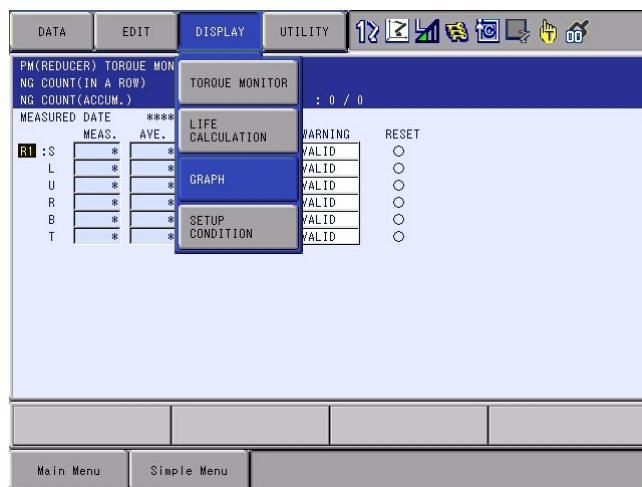 DATA EDIT DISPLAY UTILITY
PM(REDUCER) TORQUE MON
NG COUNT(IN A ROW)
NG COUNT(ACCUM.) : 0 / 0
MEASURED DATE ****
MEAS. AVE. WARNING RESET
R1 :S * * VALID
L * * VALID
U * * VALID
R * * VALID
B * * VALID
T * * VALID
TORQUE MONITOR
LIFE
CALCULATION
GRAPH
SETUP
CONDITION
Main Menu Simple Menu